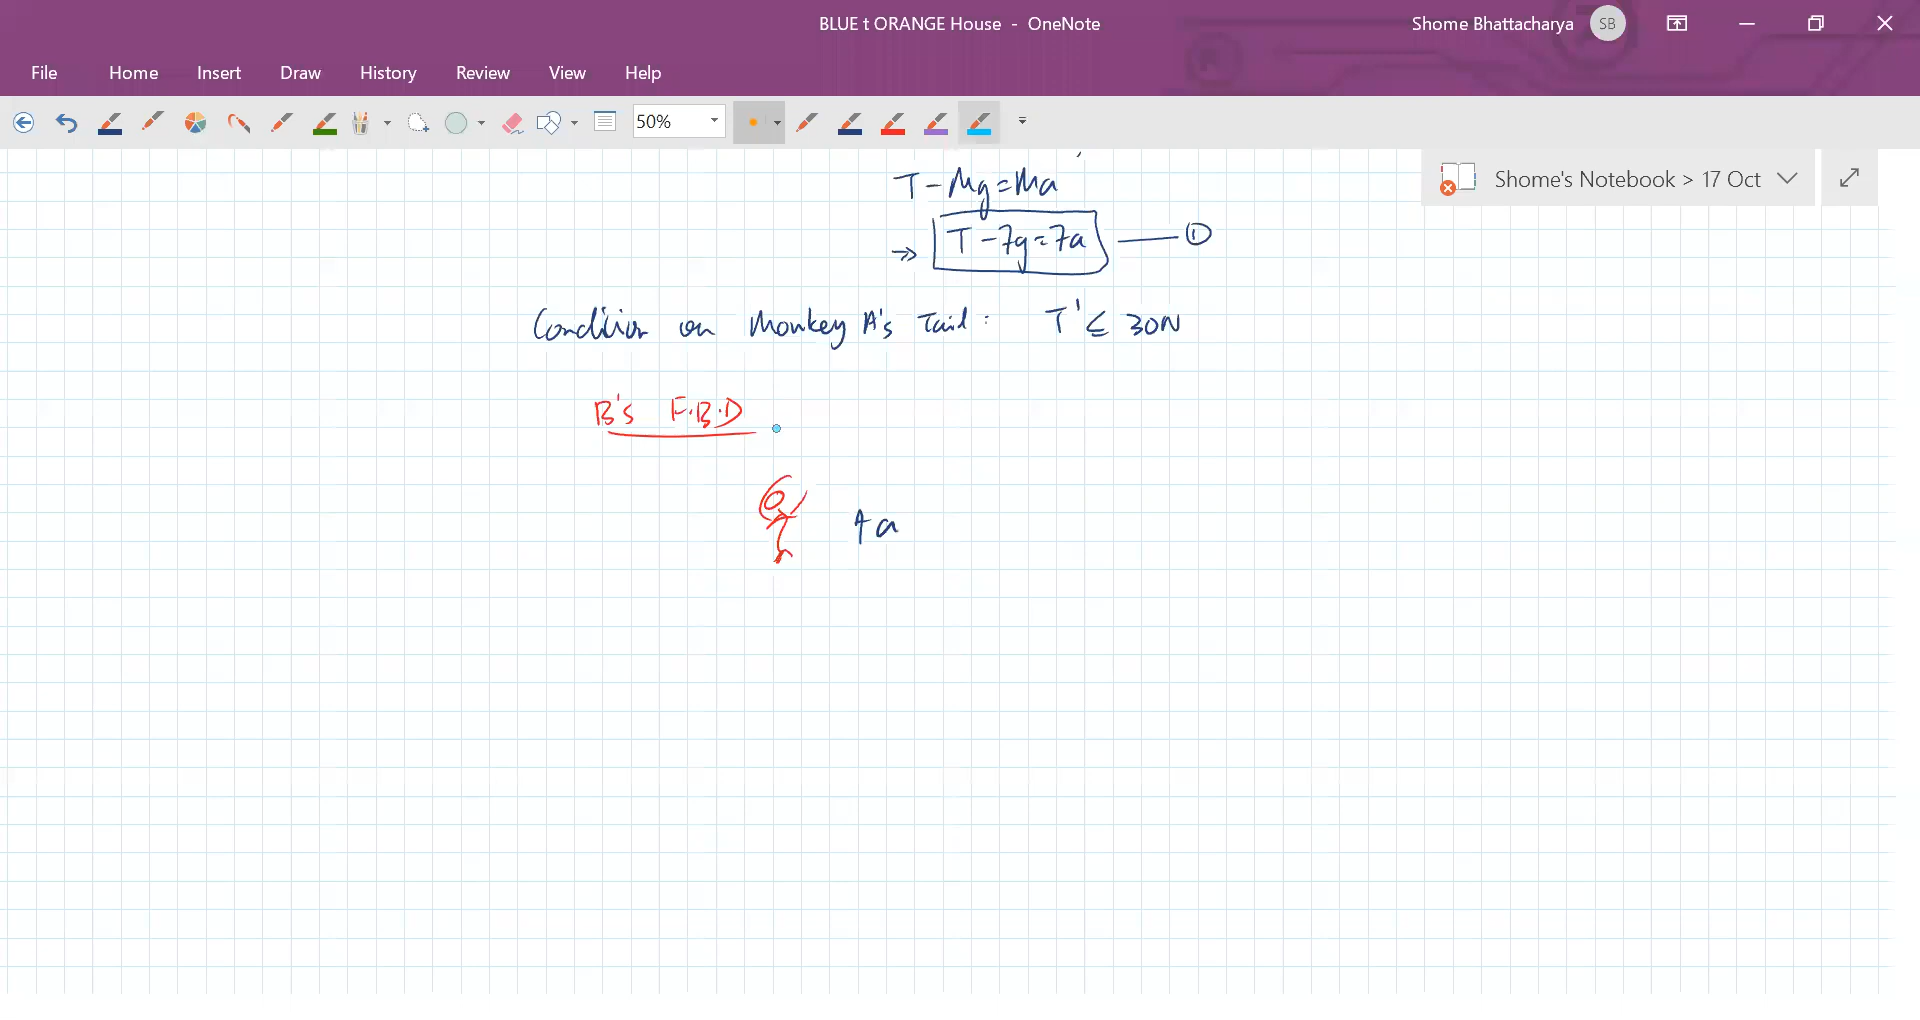 BLUE t ORANGE House - OneNote
Shome Bhattacharya SB
File Home Insert Draw History Review View Help
50%
Shome's Notebook > 17 Oct
T - Mg = Ma
⇒ T - 7g = 7a ——— ①
Condition on Monkey A's Tail: T' ≤ 30N
B's F.B.D
↑a